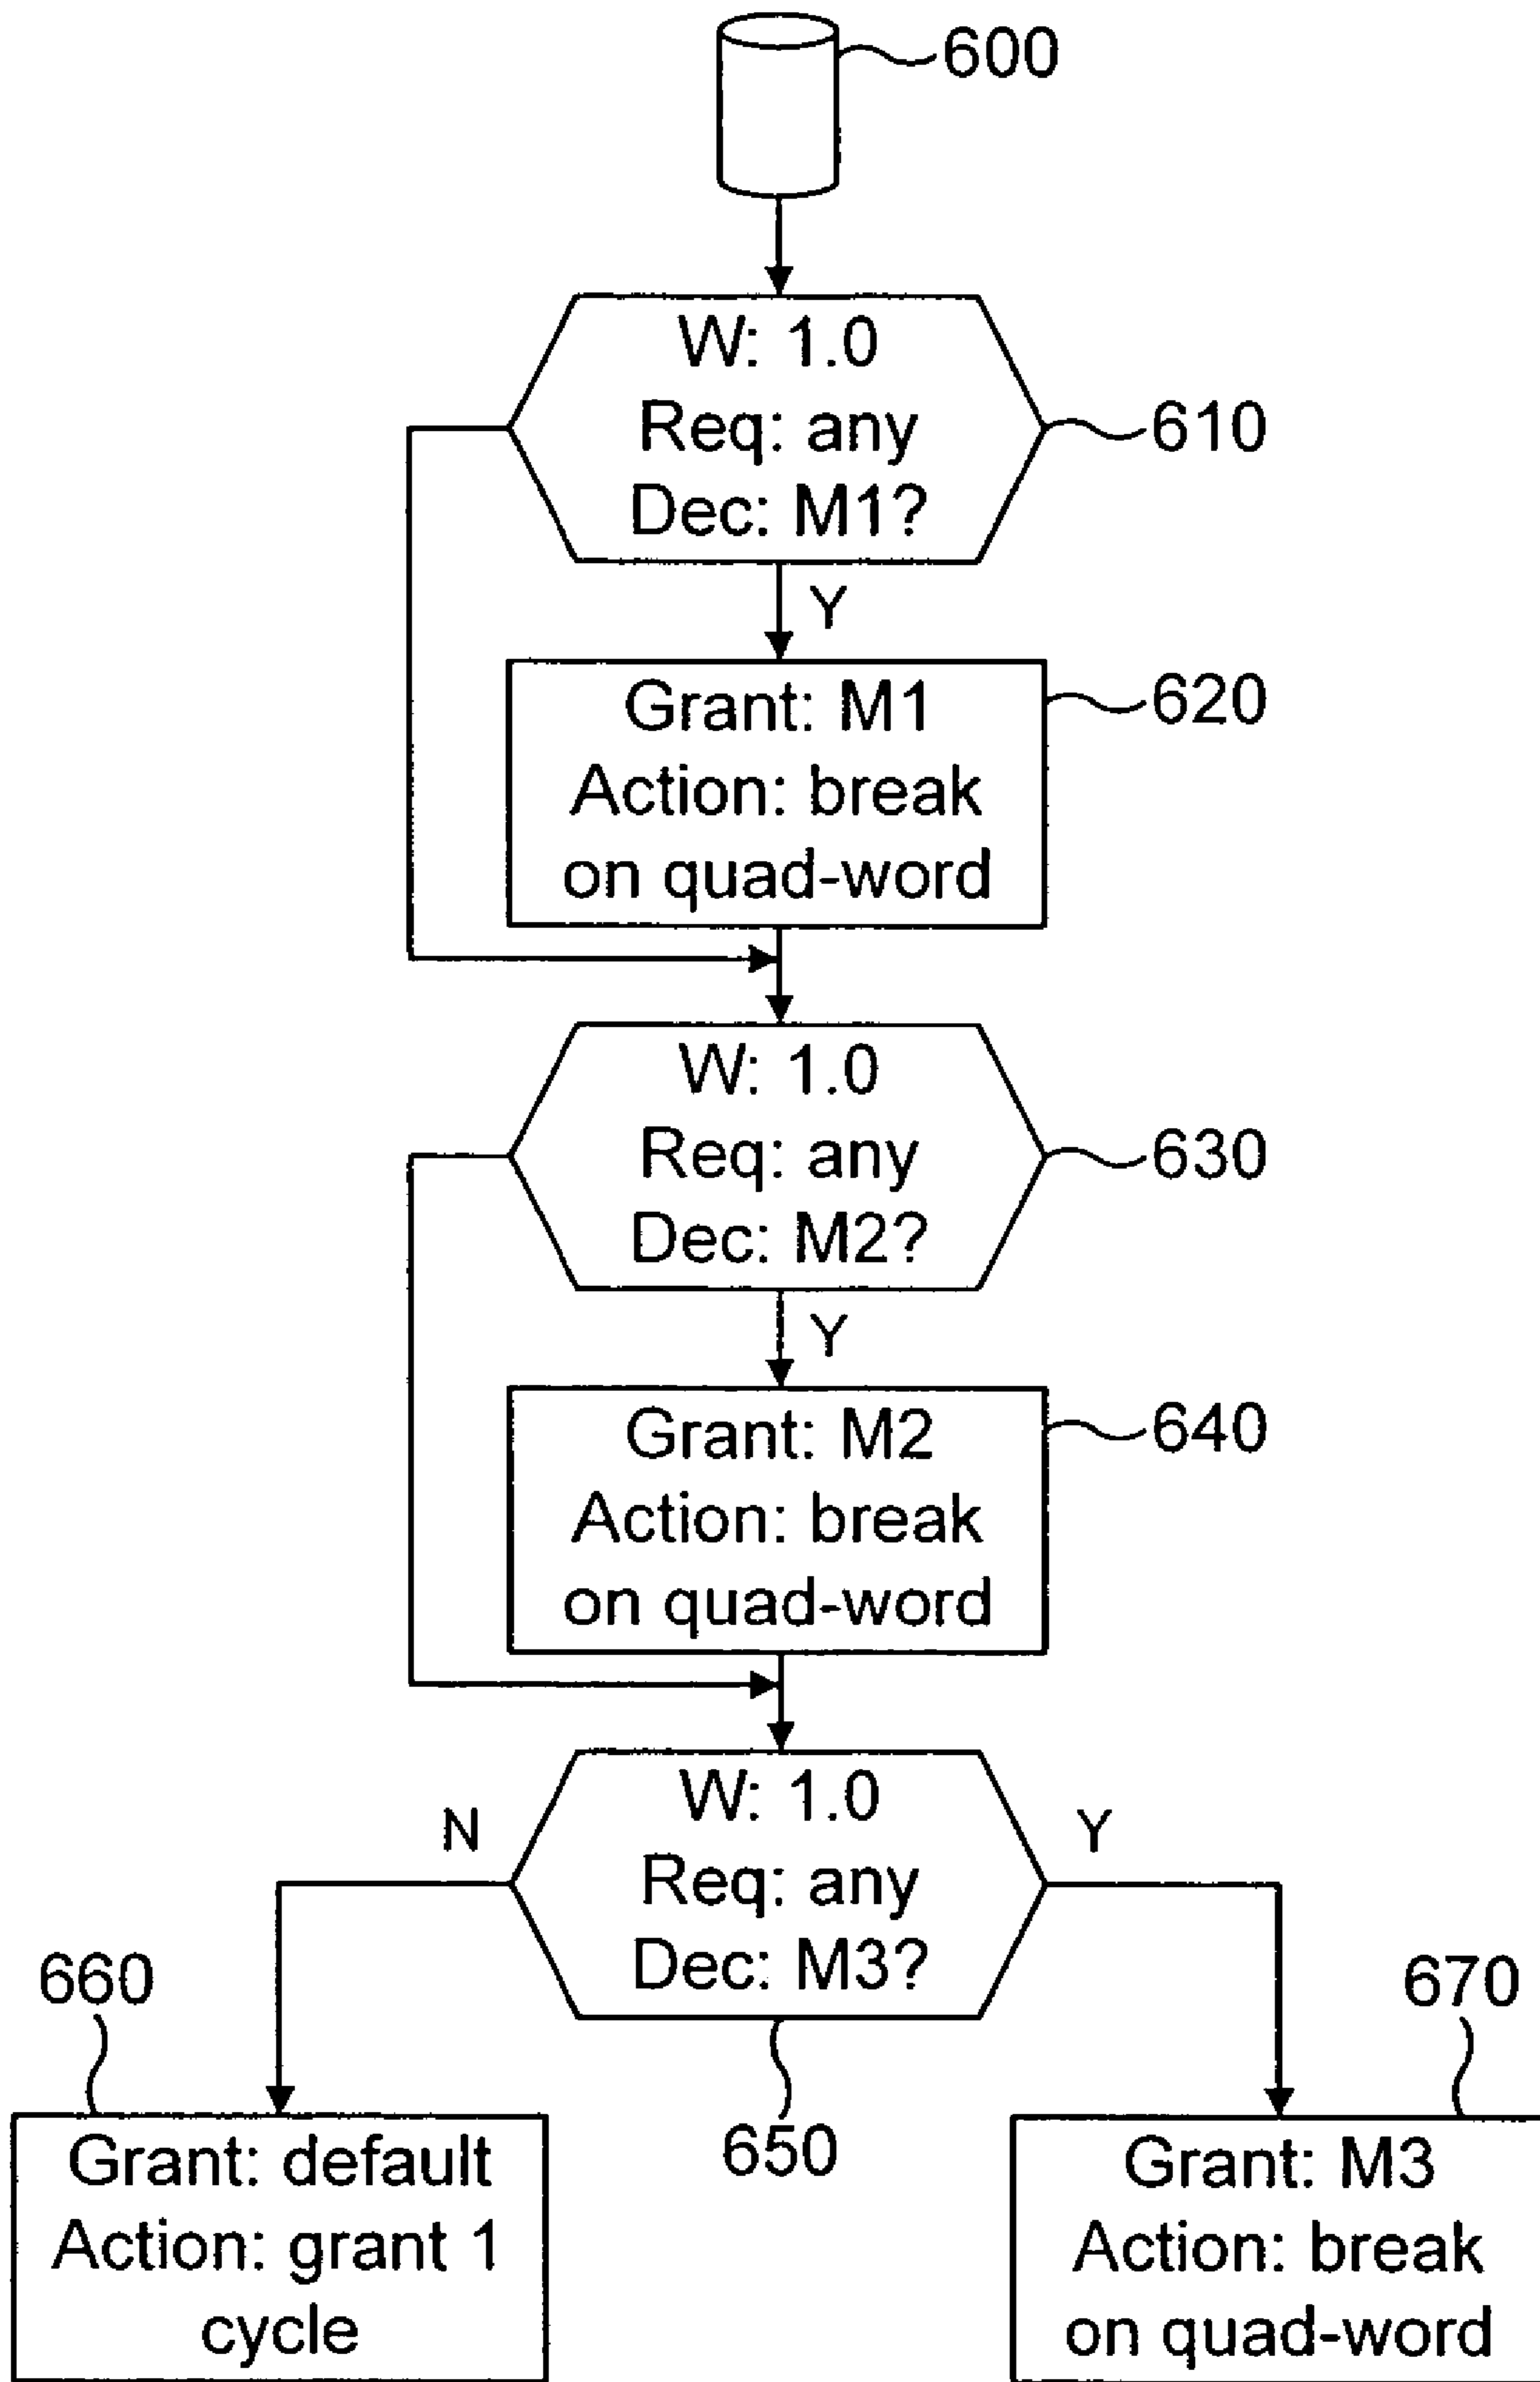 600
W: 1.0
Req: any
Dec: M1?
610
Y
Grant: M1
Action: break
on quad-word
620
W: 1.0
Req: any
Dec: M2?
630
Y
Grant: M2
Action: break
on quad-word
640
W: 1.0
Req: any
Dec: M3?
N
Y
660
650
670
Grant: default
Action: grant 1
cycle
Grant: M3
Action: break
on quad-word